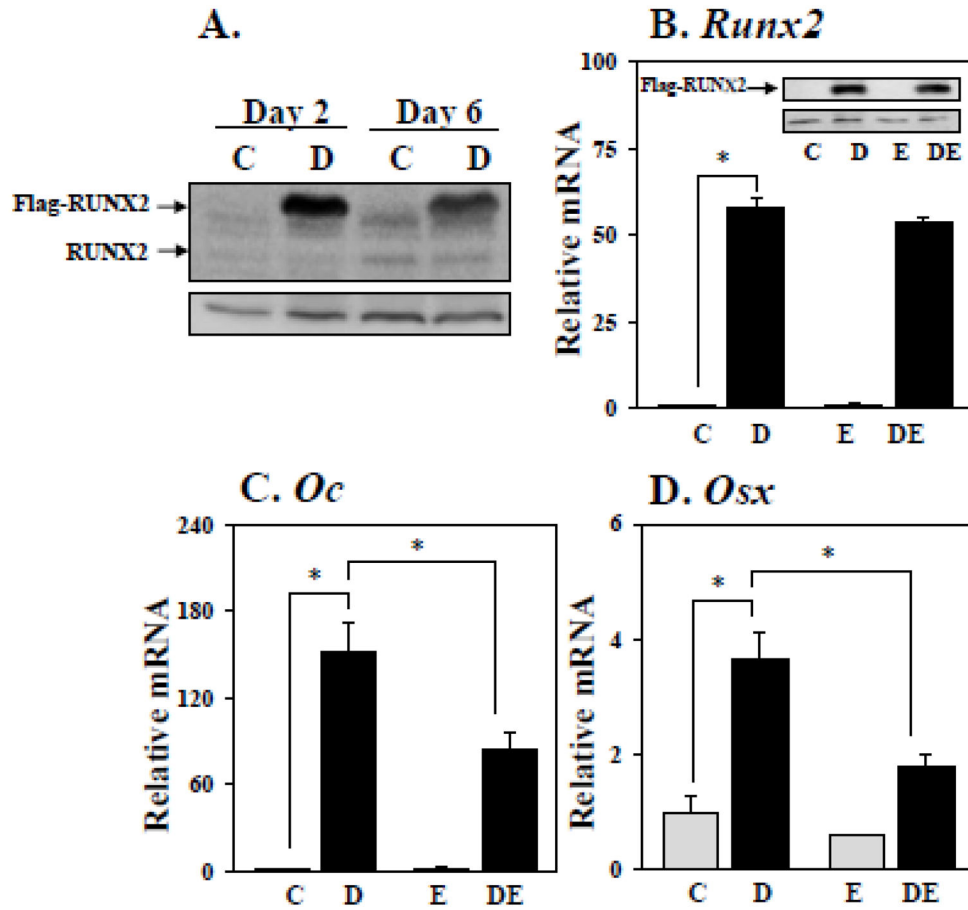 A.
Day 2 Day 6
C D C D
Flag-RUNX2
RUNX2
B. Runx2
Relative mRNA
100
75
50
25
0
Flag-RUNX2
C D E DE
*
C D E DE
C. Oc
Relative mRNA
240
180
120
60
0
*
*
C D E DE
D. Osx
Relative mRNA
6
4
2
0
*
*
C D E DE